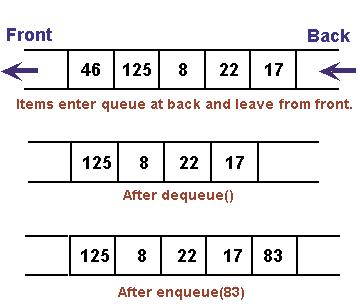 Front Back
46 125 8 22 17
Items enter queue at back and leave from front.
125 8 22 17
After dequeue()
125 8 22 17 83
After enqueue(83)